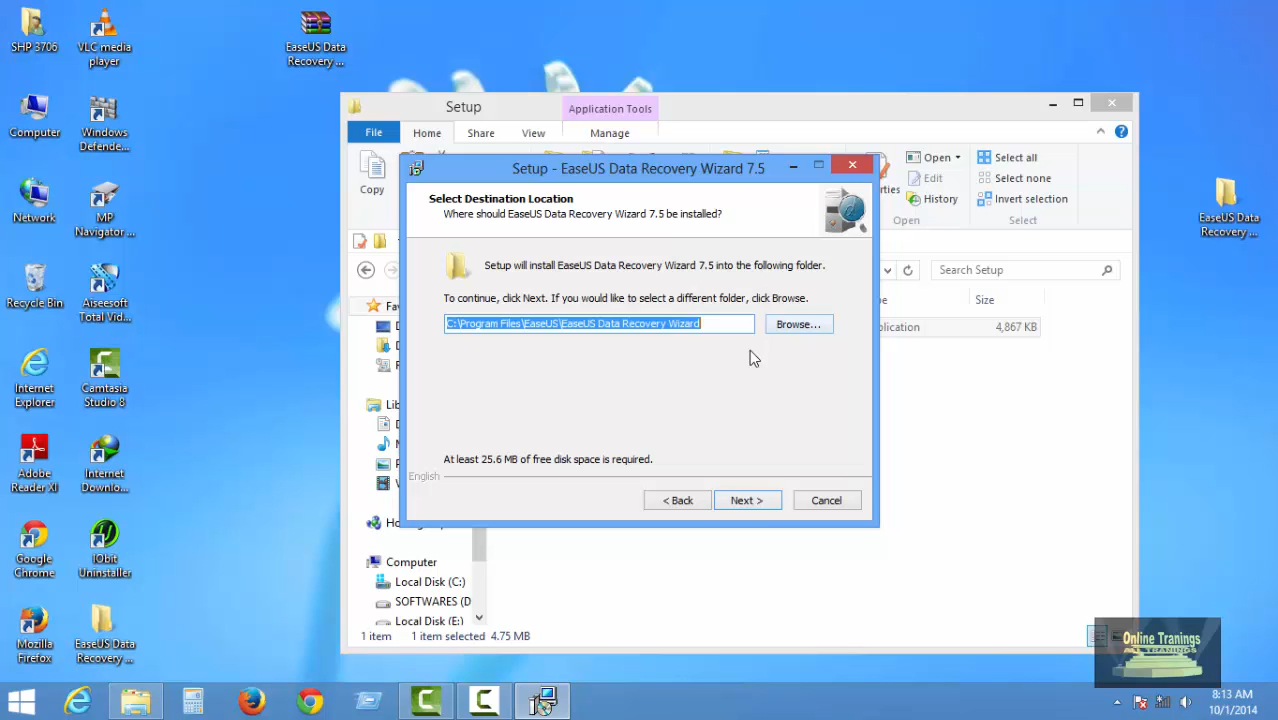 SHP 3706
VLC media
player
EaseUS Data
Recovery ...
Computer
Windows
Defende...
Network
MP
Navigator ...
Recycle Bin
Aiseesoft
Total Vid...
Internet
Explorer
Camtasia
Studio 8
Adobe
Reader XI
Internet
Downlo...
Google
Chrome
IObit
Uninstaller
Mozilla
Firefox
EaseUS Data
Recovery ...
EaseUS Data
Recovery ...
Setup
Application Tools
File
Home
Share
View
Manage
Copy
Open
Edit
History
Open
Select all
Select none
Invert selection
Select
Search Setup
Size
4,867 KB
Setup - EaseUS Data Recovery Wizard 7.5
Select Destination Location
Where should EaseUS Data Recovery Wizard 7.5 be installed?
Setup will install EaseUS Data Recovery Wizard 7.5 into the following folder.
To continue, click Next. If you would like to select a different folder, click Browse.
C:\Program Files\EaseUS\EaseUS Data Recovery Wizard
Browse...
At least 25.6 MB of free disk space is required.
English
< Back
Next >
Cancel
Computer
Local Disk (C:)
SOFTWARES (D
Local Disk (E:)
1 item
1 item selected 4.75 MB
Online Tranings
ALL TRANINGS
8:13 AM
10/1/2014